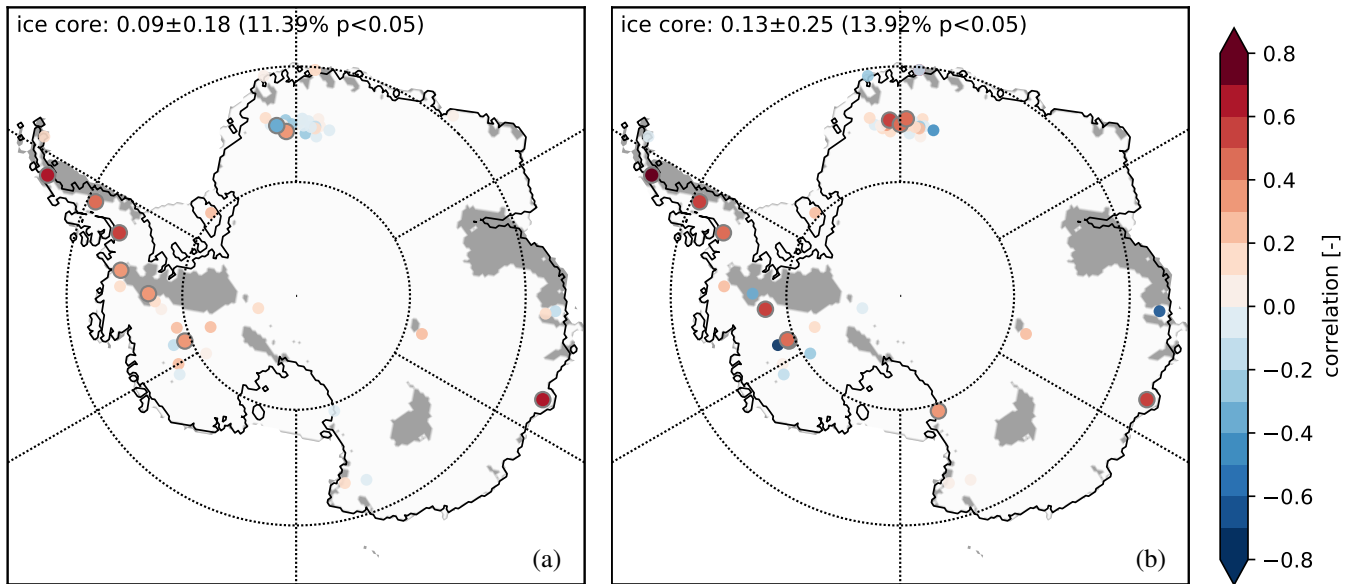 ice core: 0.09±0.18 (11.39% p<0.05)
(a)
ice core: 0.13±0.25 (13.92% p<0.05)
(b)
0.8
0.6
0.4
0.2
0.0
−0.2
−0.4
−0.6
−0.8
correlation [-]